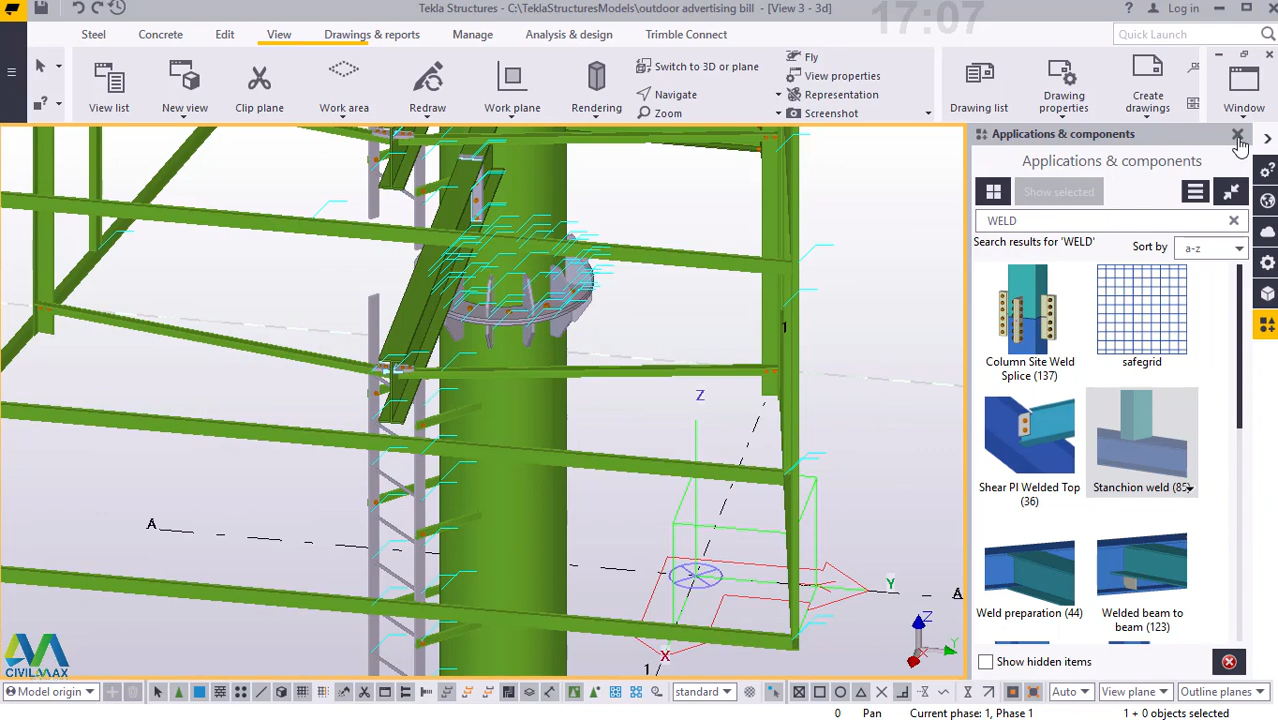 Tekla Structures - C:\TeklaStructuresModels\outdoor advertising bill - [View 3 - 3d]
17:07
Log in
Steel Concrete Edit View Drawings & reports Manage Analysis & design Trimble Connect Quick Launch
Switch to 3D or plane
Fly
View properties
Navigate
Representation
Zoom
Screenshot
View list New view Clip plane Work area Redraw Work plane Rendering Drawing list Drawing properties Create drawings Window
Applications & components
Applications & components
Show selected
WELD
Search results for 'WELD'
Sort by
a-z
Column Site Weld Splice (137)
safegrid
Shear Pl Welded Top (36)
Stanchion weld (85)
Weld preparation (44)
Welded beam to beam (123)
Show hidden items
1
Z
A
Y
A
X
1
Z
Y
X
CIVILMAX
Model origin
standard
Auto
View plane
Outline planes
0
Pan
Current phase: 1, Phase 1
1 + 0 objects selected